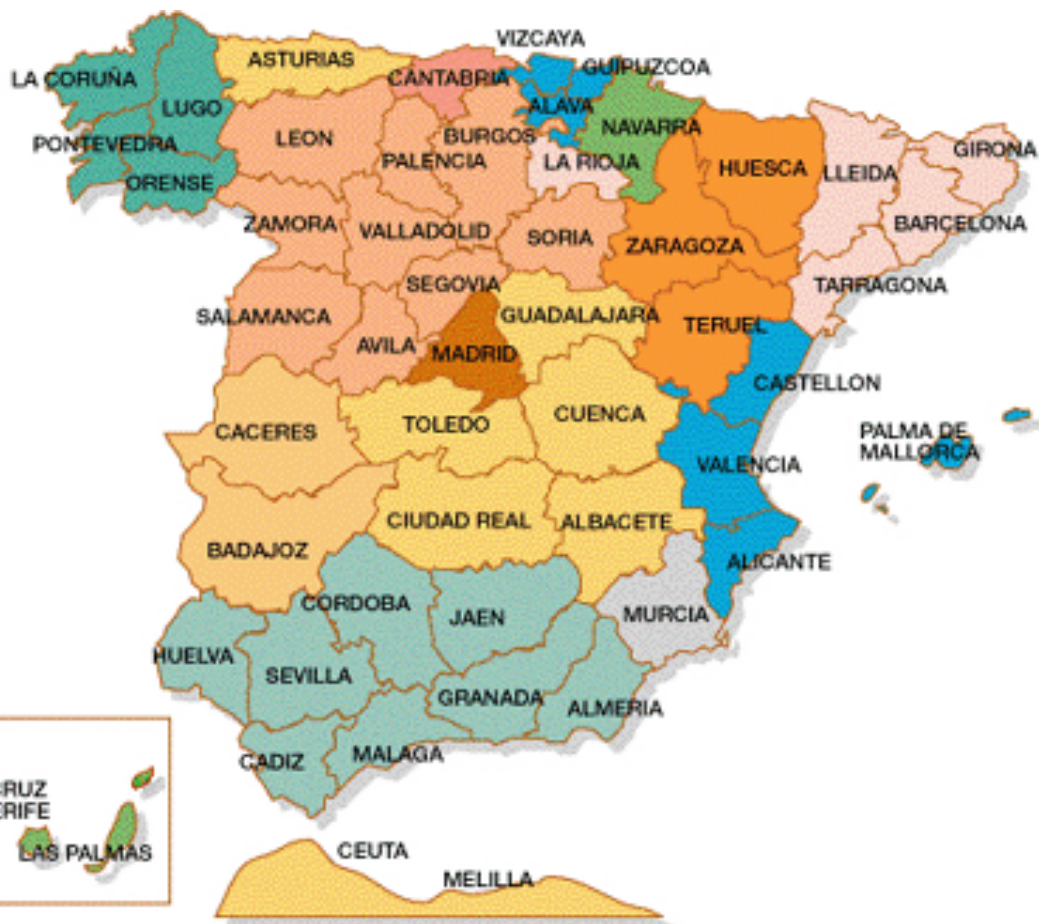 VIZCAYA
ASTURIAS
GUIPUZCOA
LA CORUÑA
CANTABRIA
LUGO
ALAVA
NAVARRA
LEON
BURGOS
PONTEVEDRA
PALENCIA
LA RIOJA
HUESCA
LLEIDA
GIRONA
ORENSE
ZAMORA
VALLADOLID
SORIA
ZARAGOZA
BARCELONA
SEGOVIA
TARRAGONA
SALAMANCA
GUADALAJARA
TERUEL
AVILA
MADRID
CASTELLON
CACERES
TOLEDO
CUENCA
PALMA DE
MALLORCA
VALENCIA
CIUDAD REAL
ALBACETE
BADAJOZ
ALICANTE
CORDOBA
JAEN
MURCIA
HUELVA
SEVILLA
GRANADA
ALMERIA
CADIZ
MALAGA
CRUZ
ERIFE
LAS PALMAS
CEUTA
MELILLA